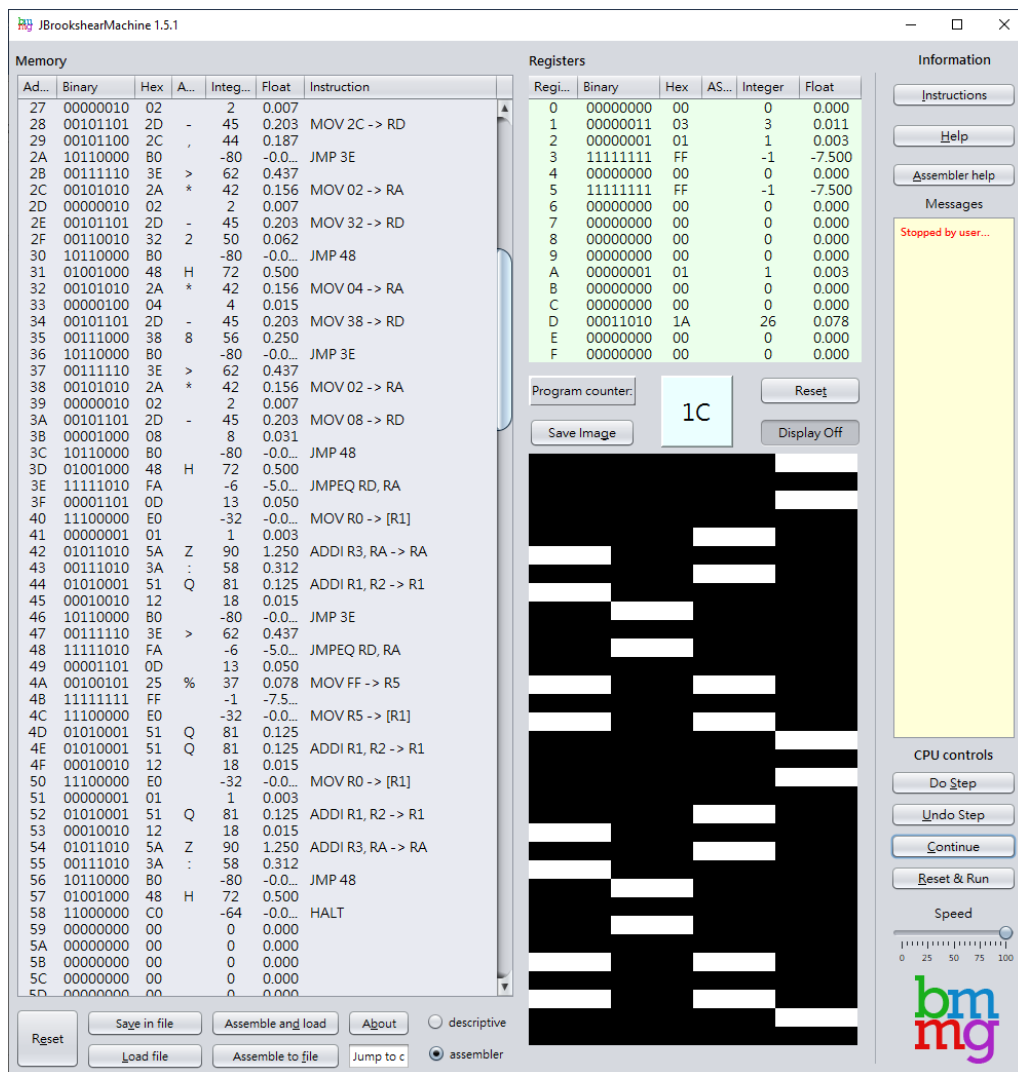 JBrookshearMachine 1.5.1
Memory
Ad... Binary Hex A... Integ... Float Instruction
27 00000010 02 2 0.007
28 00101101 2D - 45 0.203 MOV 2C -> RD
29 00101100 2C , 44 0.187
2A 10110000 B0 -80 -0.0... JMP 3E
2B 00111110 3E > 62 0.437
2C 00101010 2A * 42 0.156 MOV 02 -> RA
2D 00000010 02 2 0.007
2E 00101101 2D - 45 0.203 MOV 32 -> RD
2F 00110010 32 2 50 0.062
30 10110000 B0 -80 -0.0... JMP 48
31 01001000 48 H 72 0.500
32 00101010 2A * 42 0.156 MOV 04 -> RA
33 00000100 04 4 0.015
34 00101101 2D - 45 0.203 MOV 38 -> RD
35 00111000 38 8 56 0.250
36 10110000 B0 -80 -0.0... JMP 3E
37 00111110 3E > 62 0.437
38 00101010 2A * 42 0.156 MOV 02 -> RA
39 00000010 02 2 0.007
3A 00101101 2D - 45 0.203 MOV 08 -> RD
3B 00001000 08 8 0.031
3C 10110000 B0 -80 -0.0... JMP 48
3D 01001000 48 H 72 0.500
3E 11111010 FA -6 -5.0... JMPEQ RD, RA
3F 00001101 0D 13 0.050
40 11100000 E0 -32 -0.0... MOV R0 -> [R1]
41 00000001 01 1 0.003
42 01011010 5A Z 90 1.250 ADDI R3, RA -> RA
43 00111010 3A : 58 0.312
44 01010001 51 Q 81 0.125 ADDI R1, R2 -> R1
45 00010010 12 18 0.015
46 10110000 B0 -80 -0.0... JMP 3E
47 00111110 3E > 62 0.437
48 11111010 FA -6 -5.0... JMPEQ RD, RA
49 00001101 0D 13 0.050
4A 00100101 25 % 37 0.078 MOV FF -> R5
4B 11111111 FF -1 -7.5...
4C 11100000 E0 -32 -0.0... MOV R5 -> [R1]
4D 01010001 51 Q 81 0.125
4E 01010001 51 Q 81 0.125 ADDI R1, R2 -> R1
4F 00010010 12 18 0.015
50 11100000 E0 -32 -0.0... MOV R0 -> [R1]
51 00000001 01 1 0.003
52 01010001 51 Q 81 0.125 ADDI R1, R2 -> R1
53 00010010 12 18 0.015
54 01011010 5A Z 90 1.250 ADDI R3, RA -> RA
55 00111010 3A : 58 0.312
56 10110000 B0 -80 -0.0... JMP 48
57 01001000 48 H 72 0.500
58 11000000 C0 -64 -0.0... HALT
59 00000000 00 0 0.000
5A 00000000 00 0 0.000
5B 00000000 00 0 0.000
5C 00000000 00 0 0.000
5D 00000000 00 0 0.000
Reset
Save in file Assemble and load About descriptive
Load file Assemble to file Jump to c assembler
Registers
Regi... Binary Hex AS... Integer Float
0 00000000 00 0 0.000
1 00000011 03 3 0.011
2 00000001 01 1 0.003
3 11111111 FF -1 -7.500
4 00000000 00 0 0.000
5 11111111 FF -1 -7.500
6 00000000 00 0 0.000
7 00000000 00 0 0.000
8 00000000 00 0 0.000
9 00000000 00 0 0.000
A 00000001 01 1 0.003
B 00000000 00 0 0.000
C 00000000 00 0 0.000
D 00011010 1A 26 0.078
E 00000000 00 0 0.000
F 00000000 00 0 0.000
Program counter: 1C Reset
Save Image Display Off
Information
Instructions
Help
Assembler help
Messages
Stopped by user...
CPU controls
Do Step
Undo Step
Continue
Reset & Run
Speed
0 25 50 75 100
bm
mg